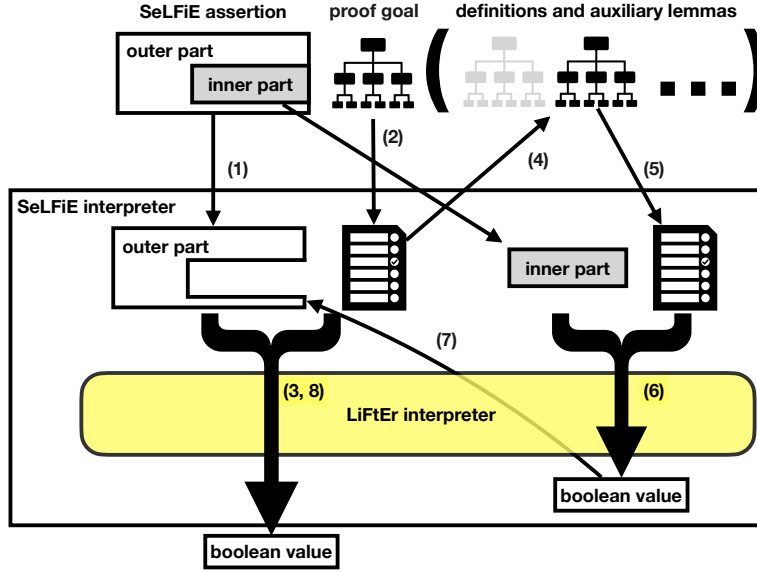 SeLFiE assertion
proof goal
definitions and auxiliary lemmas
outer part
inner part
(1)
(2)
(4)
(5)
SeLFiE interpreter
outer part
inner part
(7)
(3, 8)
(6)
LiFtEr interpreter
boolean value
boolean value